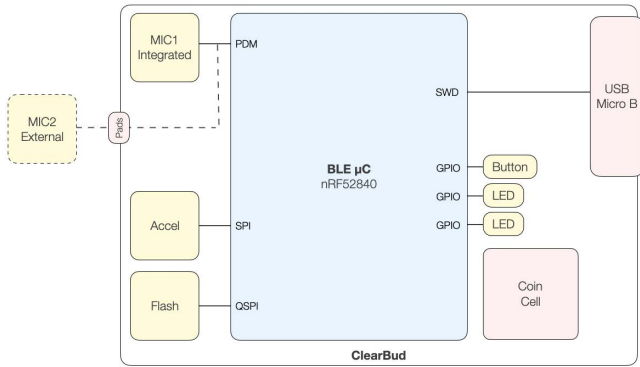 MIC1
Integrated
PDM
USB
Micro B
SWD
MIC2
External
Pads
BLE µC
nRF52840
GPIO
Button
GPIO
LED
GPIO
LED
Accel
SPI
Flash
QSPI
Coin
Cell
ClearBud